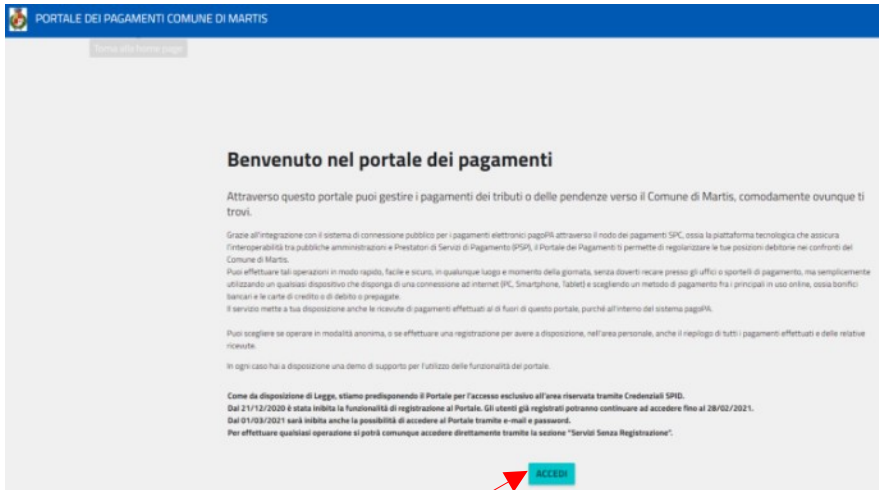 PORTALE DEI PAGAMENTI COMUNE DI MARTIS
Torna alla home page
Benvenuto nel portale dei pagamenti
Attraverso questo portale puoi gestire i pagamenti dei tributi o delle pendenze verso il Comune di Martis, comodamente ovunque ti
trovi.
Grazie all'integrazione con il sistema di connessione pubblico per i pagamenti elettronici pagoPA attraverso il nodo dei pagamenti SPC, ossia la piattaforma tecnologica che assicura
l'interoperabilità tra pubbliche amministrazioni e Prestatori di Servizi di Pagamento (PSP), il Portale dei Pagamenti ti permette di regolarizzare le tue posizioni debitorie nei confronti del
Comune di Martis.
Puoi effettuare tali operazioni in modo rapido, facile e sicuro, in qualunque luogo e momento della giornata, senza doverti recare presso gli uffici o sportelli di pagamento, ma semplicemente
utilizzando un qualsiasi dispositivo che disponga di una connessione ad internet (PC, Smartphone, Tablet) e scegliendo un metodo di pagamento fra i principali in uso online, ossia bonifici
bancari e le carte di credito o di debito o prepagate.
Il servizio mette a tua disposizione anche le ricevute di pagamenti effettuati al di fuori di questo portale, purché all'interno del sistema pagoPA.
Puoi scegliere se operare in modalità anonima, o se effettuare una registrazione per avere a disposizione, nell'area personale, anche il riepilogo di tutti i pagamenti effettuati e delle relative
ricevute.
In ogni caso hai a disposizione una demo di supporto per l'utilizzo delle funzionalità del portale.
Come da disposizione di Legge, stiamo predisponendo il Portale per l'accesso esclusivo all'area riservata tramite Credenziali SPID.
Dal 21/12/2020 è stata inibita la funzionalità di registrazione al Portale. Gli utenti già registrati potranno continuare ad accedere fino al 28/02/2021.
Dal 01/03/2021 sarà inibita anche la possibilità di accedere al Portale tramite e-mail e password.
Per effettuare qualsiasi operazione si potrà comunque accedere direttamente tramite la sezione "Servizi Senza Registrazione".
ACCEDI